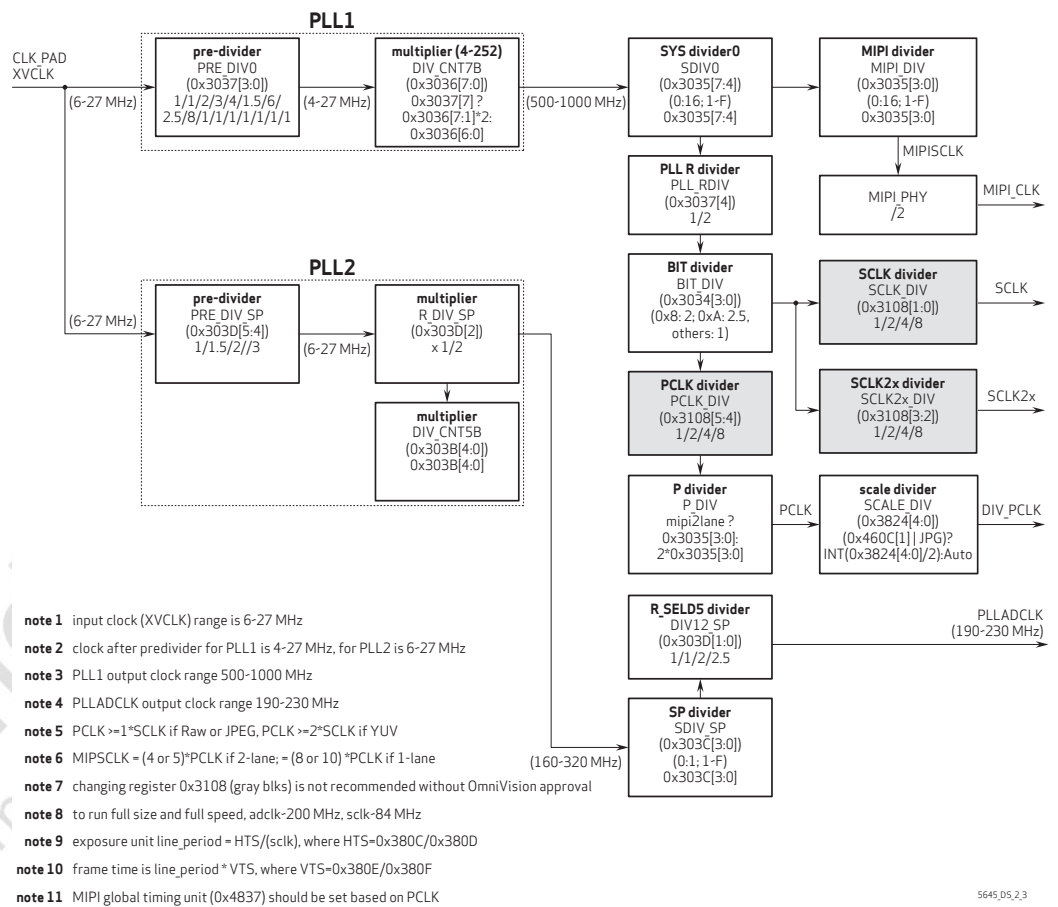 PLL1
CLK_PAD
XVCLK
(6-27 MHz)
pre-divider
PRE_DIV0
(0x3037[3:0])
1/1/2/3/4/1.5/6/
2.5/8/1/1/1/1/1/1/1
(4-27 MHz)
multiplier (4-252)
DIV_CNT7B
(0x3036[7:0])
0x3037[7] ?
0x3036[7:1]*2:
0x3036[6:0]
(500-1000 MHz)
SYS divider0
SDIV0
(0x3035[7:4])
(0:16; 1-F)
0x3035[7:4]
MIPI divider
MIPI_DIV
(0x3035[3:0])
(0:16; 1-F)
0x3035[3:0]
MIPISCLK
PLL R divider
PLL_RDIV
(0x3037[4])
1/2
MIPI_PHY
/2
MIPI_CLK
BIT divider
BIT_DIV
(0x3034[3:0])
(0x8: 2; 0xA: 2.5,
others: 1)
SCLK divider
SCLK_DIV
(0x3108[1:0])
1/2/4/8
SCLK
PLL2
(6-27 MHz)
pre-divider
PRE_DIV_SP
(0x303D[5:4])
1/1.5/2//3
(6-27 MHz)
multiplier
R_DIV_SP
(0x303D[2])
x 1/2
multiplier
DIV_CNT5B
(0x303B[4:0])
0x303B[4:0]
PCLK divider
PCLK_DIV
(0x3108[5:4])
1/2/4/8
SCLK2x divider
SCLK2x_DIV
(0x3108[3:2])
1/2/4/8
SCLK2x
P divider
P_DIV
mipi2lane ?
0x3035[3:0]:
2*0x3035[3:0]
PCLK
scale divider
SCALE_DIV
(0x3824[4:0])
(0x460C[1] | JPG)?
INT(0x3824[4:0]/2):Auto
DIV_PCLK
R_SELD5 divider
DIV12_SP
(0x303D[1:0])
1/1/2/2.5
PLLADCLK
(190-230 MHz)
SP divider
SDIV_SP
(0x303C[3:0])
(0:1; 1-F)
0x303C[3:0]
(160-320 MHz)
note 1 input clock (XVCLK) range is 6-27 MHz
note 2 clock after predivider for PLL1 is 4-27 MHz, for PLL2 is 6-27 MHz
note 3 PLL1 output clock range 500-1000 MHz
note 4 PLLADCLK output clock range 190-230 MHz
note 5 PCLK >=1*SCLK if Raw or JPEG, PCLK >=2*SCLK if YUV
note 6 MIPSCLK = (4 or 5)*PCLK if 2-lane; = (8 or 10) *PCLK if 1-lane
note 7 changing register 0x3108 (gray blks) is not recommended without OmniVision approval
note 8 to run full size and full speed, adclk~200 MHz, sclk~84 MHz
note 9 exposure unit line_period = HTS/(sclk), where HTS=0x380C/0x380D
note 10 frame time is line_period * VTS, where VTS=0x380E/0x380F
note 11 MIPI global timing unit (0x4837) should be set based on PCLK
5645_DS_2_3